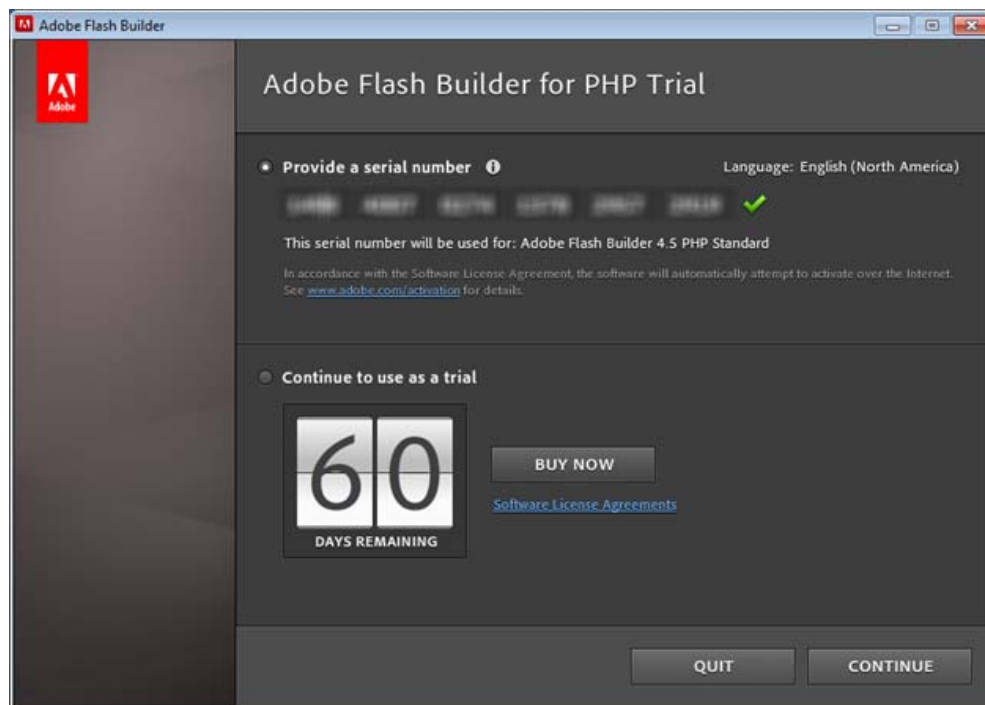 Adobe Flash Builder
Adobe
Adobe Flash Builder for PHP Trial
Provide a serial number
Language: English (North America)
This serial number will be used for: Adobe Flash Builder 4.5 PHP Standard
In accordance with the Software License Agreement, the software will automatically attempt to activate over the Internet.
See www.adobe.com/activation for details.
Continue to use as a trial
60
DAYS REMAINING
BUY NOW
Software License Agreements
QUIT
CONTINUE